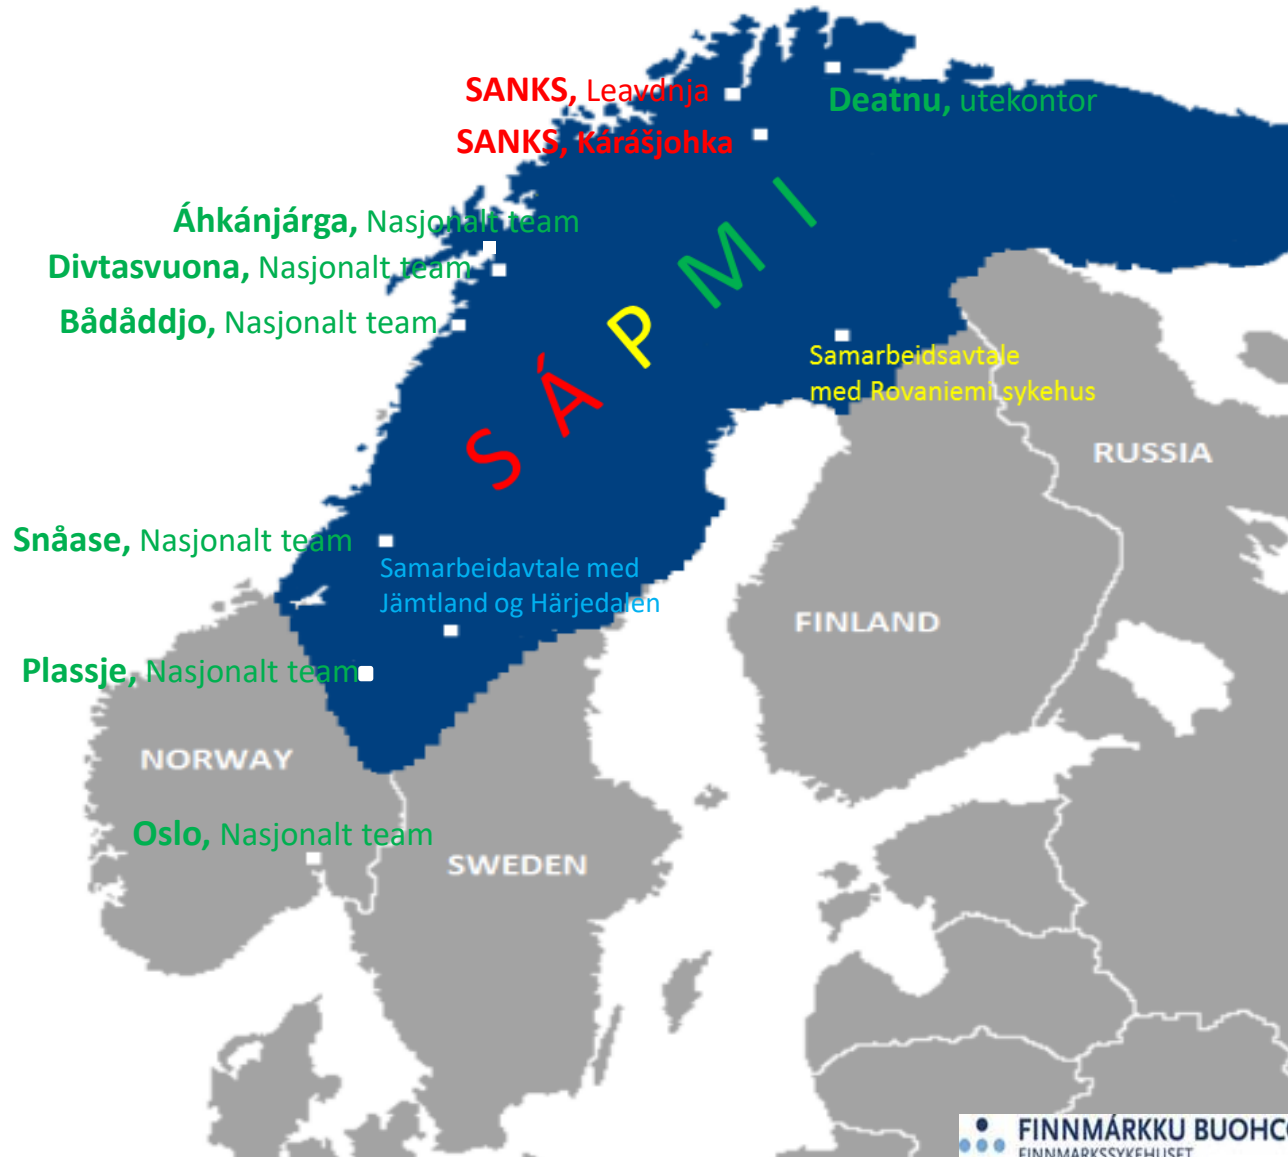 SANKS, Leavdnja
Deatnu, utekontor
SANKS, Kárášjohka
Áhkánjárga, Nasjonalt team
Divtasvuona, Nasjonalt team
Bådåddjo, Nasjonalt team
SÁPMI
Samarbeidsavtale
med Rovaniemi sykehus
RUSSIA
Snåase, Nasjonalt team
Samarbeidavtale med
Jämtland og Härjedalen
FINLAND
Plassje, Nasjonalt team
NORWAY
Oslo, Nasjonalt team
SWEDEN
FINNMÁRKKU BUOHC
FINNMARKSSYKEHUSET